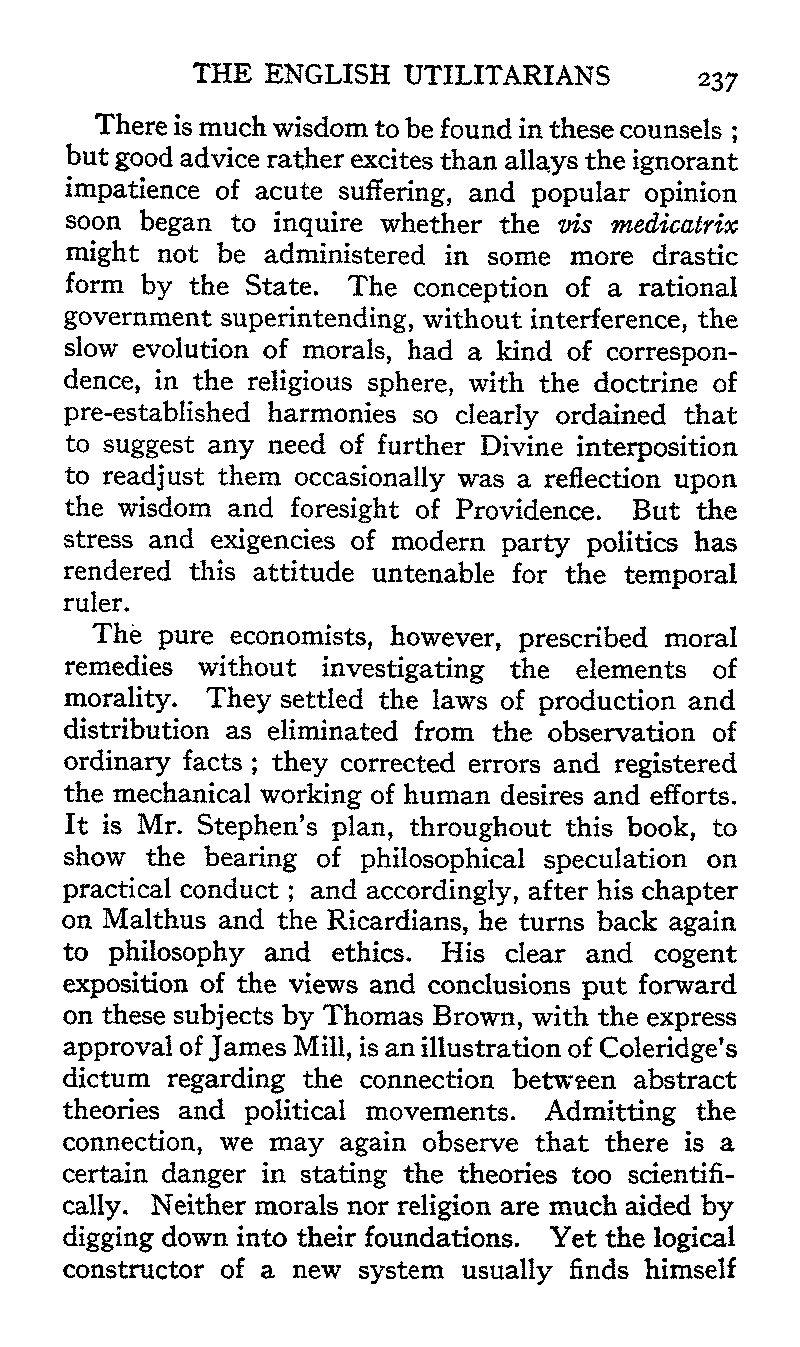 THE ENGLISH UTILITARIANS 237
There is much wisdom to be found in these counsels ;
but good advice rather excites than allays the ignorant
impatience of acute suffering, and popular opinion
soon began to inquire whether the vis medicatrix
might not be administered in some more drastic
form by the State. The conception of a rational
government superintending, without interference, the
slow evolution of morals, had a kind of correspon-
dence, in the religious sphere, with the doctrine of
pre-established harmonies so clearly ordained that
to suggest any need of further Divine interposition
to readjust them occasionally was a reflection upon
the wisdom and foresight of Providence. But the
stress and exigencies of modern party politics has
rendered this attitude untenable for the temporal
ruler.
The pure economists, however, prescribed moral
remedies without investigating the elements of
morality. They settled the laws of production and
distribution as eliminated from the observation of
ordinary facts ; they corrected errors and registered
the mechanical working of human desires and efforts.
It is Mr. Stephen's plan, throughout this book, to
show the bearing of philosophical speculation on
practical conduct ; and accordingly, after his chapter
on Malthus and the Ricardians, he turns back again
to philosophy and ethics. His clear and cogent
exposition of the views and conclusions put forward
on these subjects by Thomas Brown, with the express
approval of James Mill, is an illustration of Coleridge's
dictum regarding the connection between abstract
theories and political movements. Admitting the
connection, we may again observe that there is a
certain danger in stating the theories too scientifi-
cally. Neither morals nor religion are much aided by
digging down into their foundations. Yet the logical
constructor of a new system usually finds himself